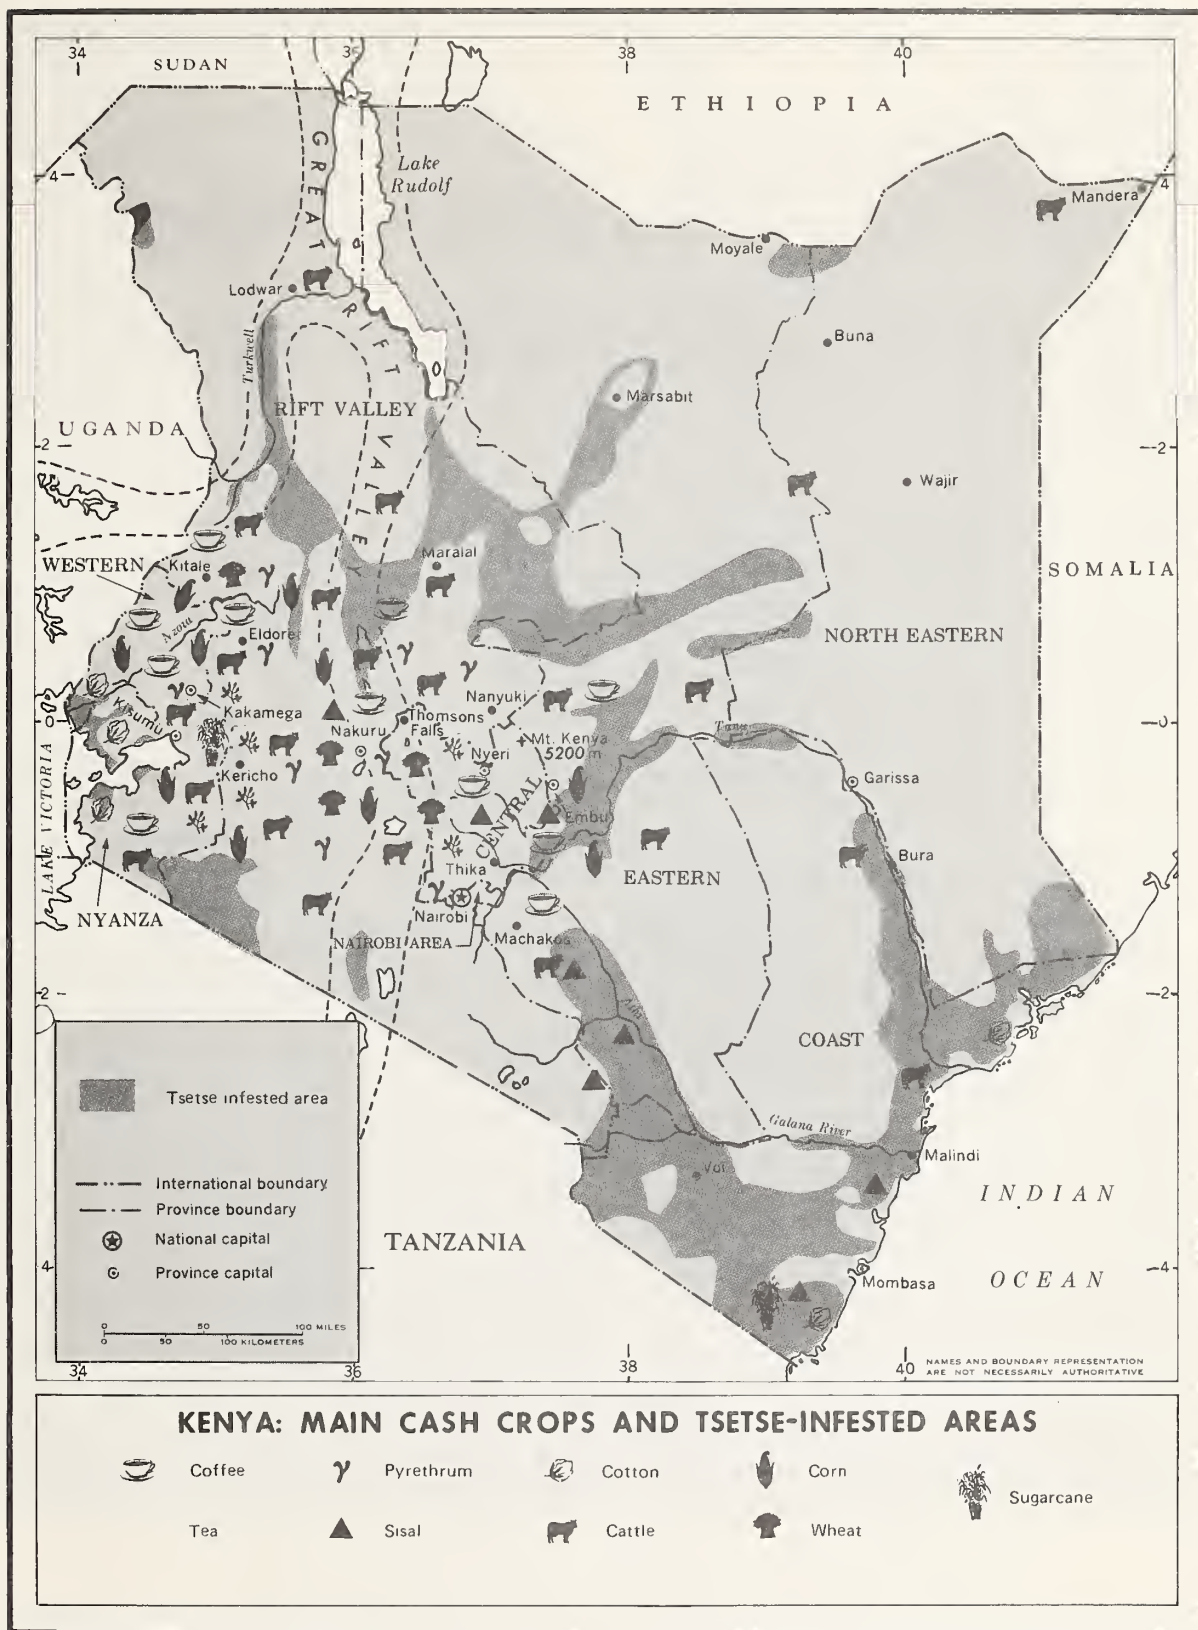 34
36
38
40
SUDAN
ETHIOPIA
GREAT
Lake
Rudolf
4
4
Mandera
Moyale
Lodwar
RIFT
Turkwell
Buna
RIFT VALLEY
Marsabit
VALLEY
UGANDA
2
2
Wajir
WESTERN
Kitale
Maralal
SOMALIA
Nzoia
Eldoret
NORTH EASTERN
Kakamega
Nanyuki
Kisumu
0
0
Nakuru
Thomsons
Falls
Mt. Kenya
5200 m
Tana
Nyeri
Kericho
Garissa
LAKE VICTORIA
CENTRAL
Embu
Thika
EASTERN
Bura
NYANZA
Nairobi
NAIROBI AREA
Machakos
2
2
Athi
COAST
Galana River
Malindi
Voi
INDIAN
OCEAN
TANZANIA
4
4
Mombasa
Tsetse infested area
International boundary
Province boundary
National capital
Province capital
0 50 100 MILES
0 50 100 KILOMETERS
34
36
38
40
NAMES AND BOUNDARY REPRESENTATION
ARE NOT NECESSARILY AUTHORITATIVE
KENYA: MAIN CASH CROPS AND TSETSE-INFESTED AREAS
Coffee
Pyrethrum
Cotton
Corn
Sugarcane
Tea
Sisal
Cattle
Wheat